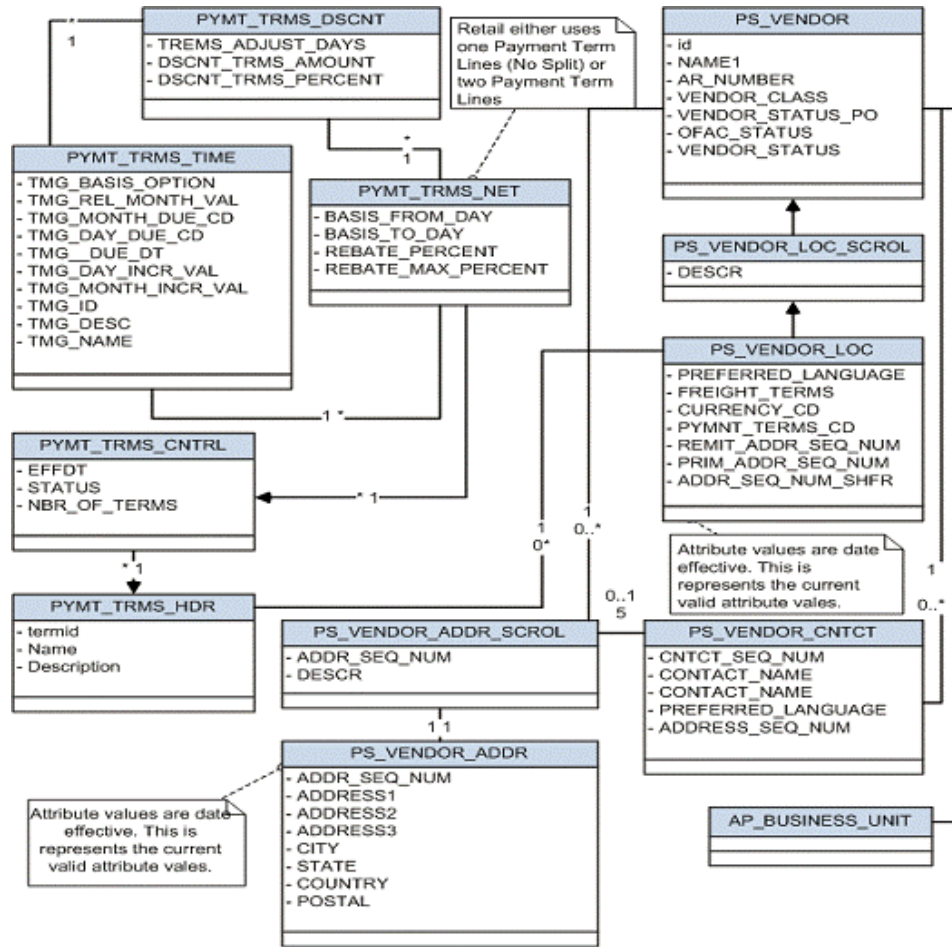 PYMT_TRMS_DSCNT
- TREMS_ADJUST_DAYS
- DSCNT_TRMS_AMOUNT
- DSCNT_TRMS_PERCENT
*
1
*
1
Retail either uses
one Payment Term
Lines (No Split) or
two Payment Term
Lines
PS_VENDOR
- id
- NAME1
- AR_NUMBER
- VENDOR_CLASS
- VENDOR_STATUS_PO
- OFAC_STATUS
- VENDOR_STATUS
PYMT_TRMS_TIME
- TMG_BASIS_OPTION
- TMG_REL_MONTH_VAL
- TMG_MONTH_DUE_CD
- TMG_DAY_DUE_CD
- TMG__DUE_DT
- TMG_DAY_INCR_VAL
- TMG_MONTH_INCR_VAL
- TMG_ID
- TMG_DESC
- TMG_NAME
PYMT_TRMS_NET
- BASIS_FROM_DAY
- BASIS_TO_DAY
- REBATE_PERCENT
- REBATE_MAX_PERCENT
PS_VENDOR_LOC_SCROL
- DESCR
PS_VENDOR_LOC
- PREFERRED_LANGUAGE
- FREIGHT_TERMS
- CURRENCY_CD
- PYMNT_TERMS_CD
- REMIT_ADDR_SEQ_NUM
- PRIM_ADDR_SEQ_NUM
- ADDR_SEQ_NUM_SHFR
1 *
PYMT_TRMS_CNTRL
- EFFDT
- STATUS
- NBR_OF_TERMS
* 1
* 1
1
0*
1
0..*
Attribute values are date
effective. This is
represents the current
valid attribute vales.
1
0..*
PYMT_TRMS_HDR
- termid
- Name
- Description
0..1
5
PS_VENDOR_ADDR_SCROL
- ADDR_SEQ_NUM
- DESCR
PS_VENDOR_CNTCT
- CNTCT_SEQ_NUM
- CONTACT_NAME
- CONTACT_NAME
- PREFERRED_LANGUAGE
- ADDRESS_SEQ_NUM
1 1
PS_VENDOR_ADDR
- ADDR_SEQ_NUM
- ADDRESS1
- ADDRESS2
- ADDRESS3
- CITY
- STATE
- COUNTRY
- POSTAL
Attribute values are date
effective. This is
represents the current
valid attribute vales.
AP_BUSINESS_UNIT